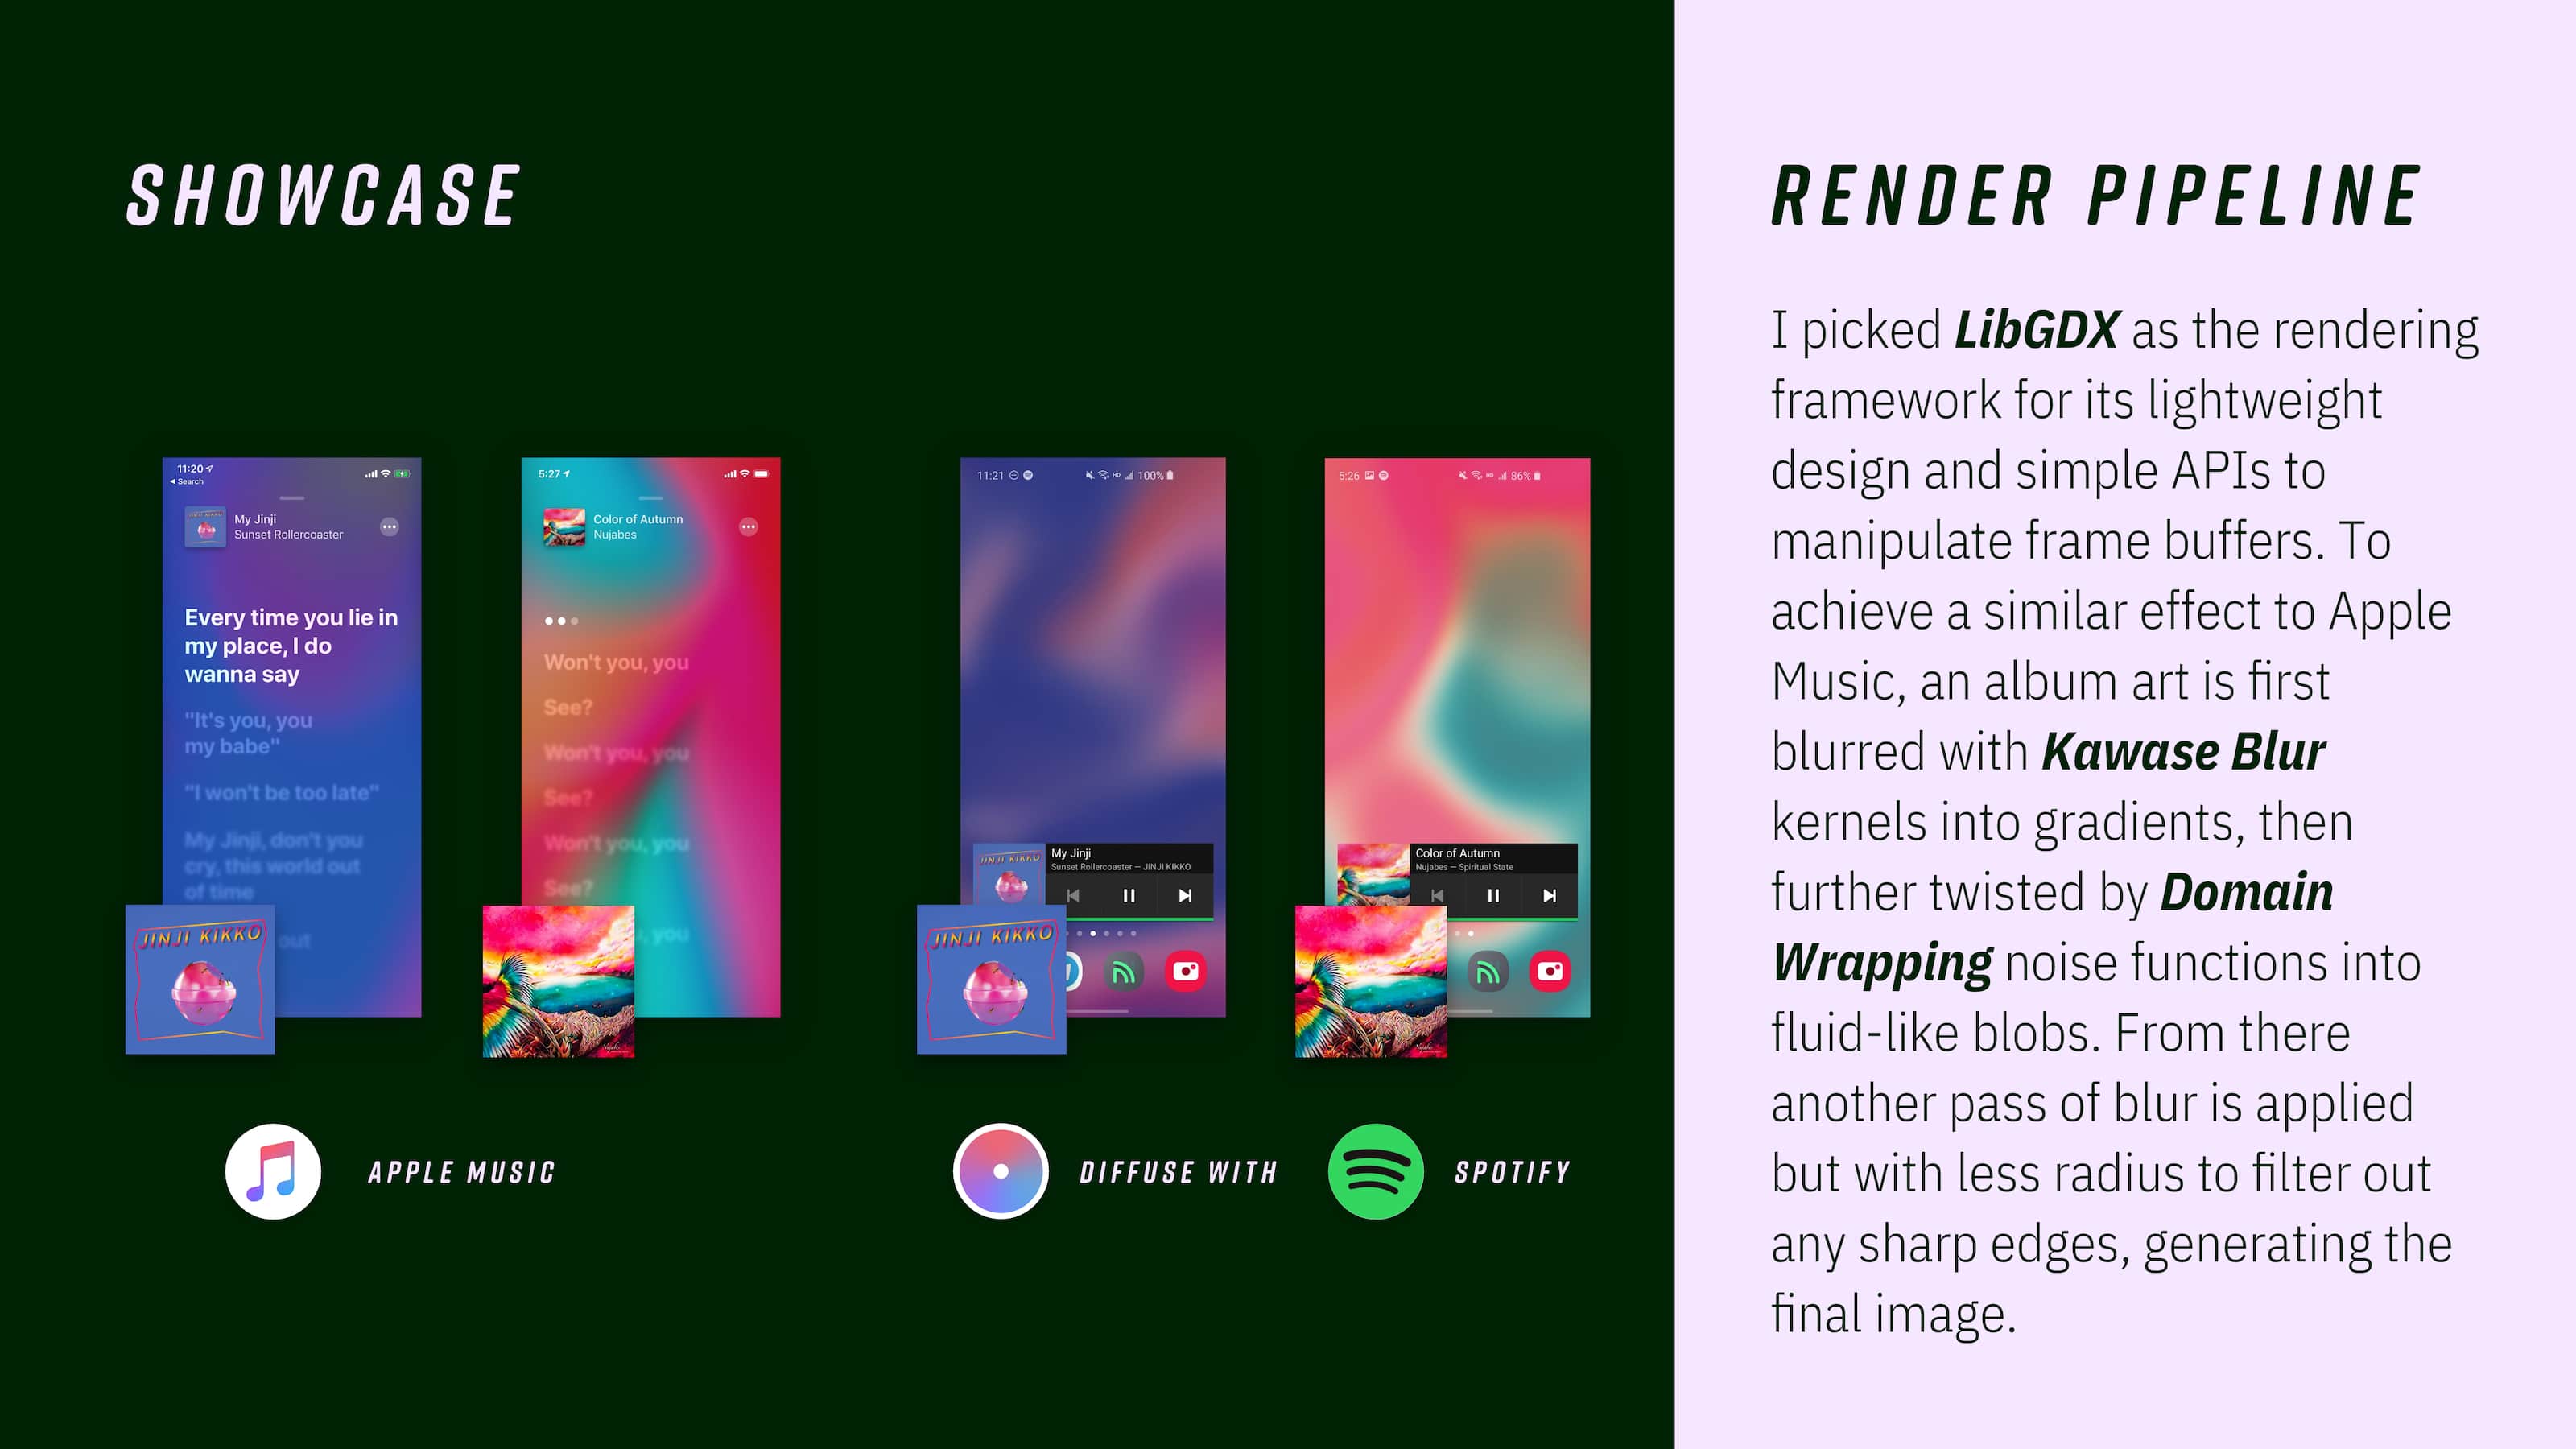 SHOWCASE
11:20
Search
My Jinji
Sunset Rollercoaster
Every time you lie in
my place, I do
wanna say
"It's you, you
my babe"
"I won't be too late"
My Jinji, don't you
cry, this world out
of time
out
JINJI KIKKO
5:27
Color of Autumn
Nujabes
Won't you, you
See?
Won't you, you
See?
Won't you, you
See?
, you
APPLE MUSIC
11:21
HD
100%
My Jinji
Sunset Rollercoaster — JINJI KIKKO
JINJI KIKKO
JINJI KIKKO
5:26
HD
86%
Color of Autumn
Nujabes — Spiritual State
DIFFUSE WITH
SPOTIFY
RENDER PIPELINE
I picked LibGDX as the rendering
framework for its lightweight
design and simple APIs to
manipulate frame buffers. To
achieve a similar effect to Apple
Music, an album art is first
blurred with Kawase Blur
kernels into gradients, then
further twisted by Domain
Wrapping noise functions into
fluid-like blobs. From there
another pass of blur is applied
but with less radius to filter out
any sharp edges, generating the
final image.